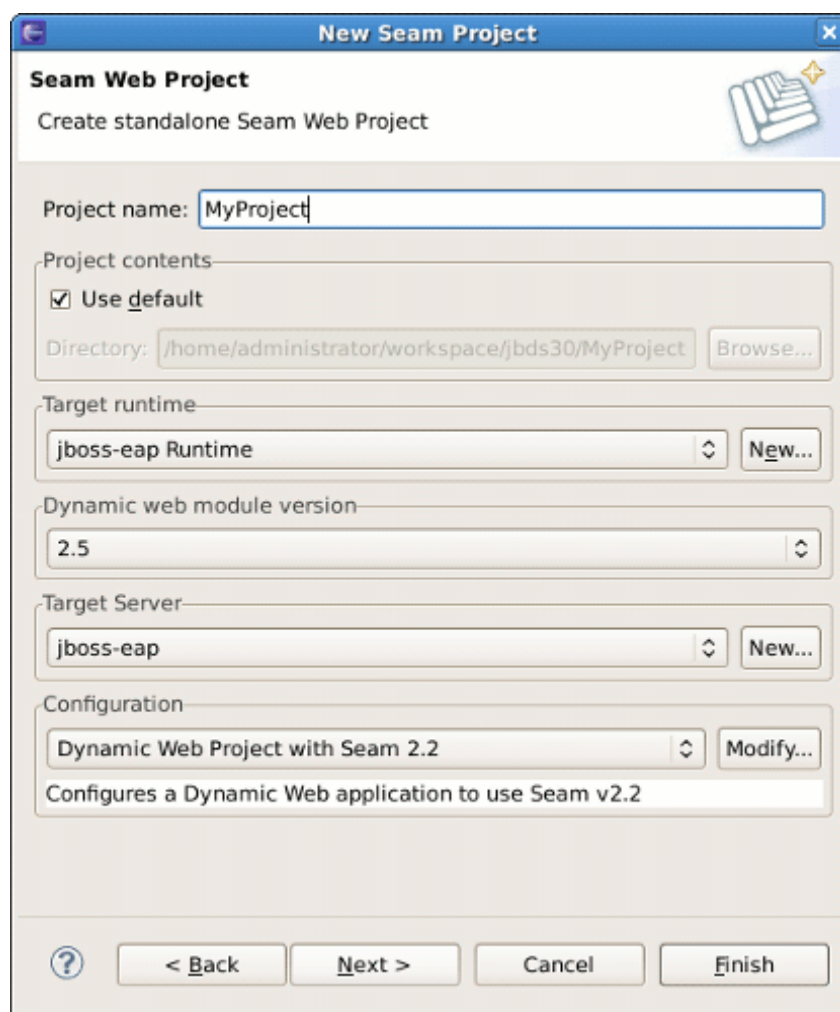 New Seam Project
Seam Web Project
Create standalone Seam Web Project
Project name: MyProject
Project contents
Use default
Directory: /home/administrator/workspace/jbds30/MyProject Browse...
Target runtime
jboss-eap Runtime New...
Dynamic web module version
2.5
Target Server
jboss-eap New...
Configuration
Dynamic Web Project with Seam 2.2 Modify...
Configures a Dynamic Web application to use Seam v2.2
? < Back Next > Cancel Finish